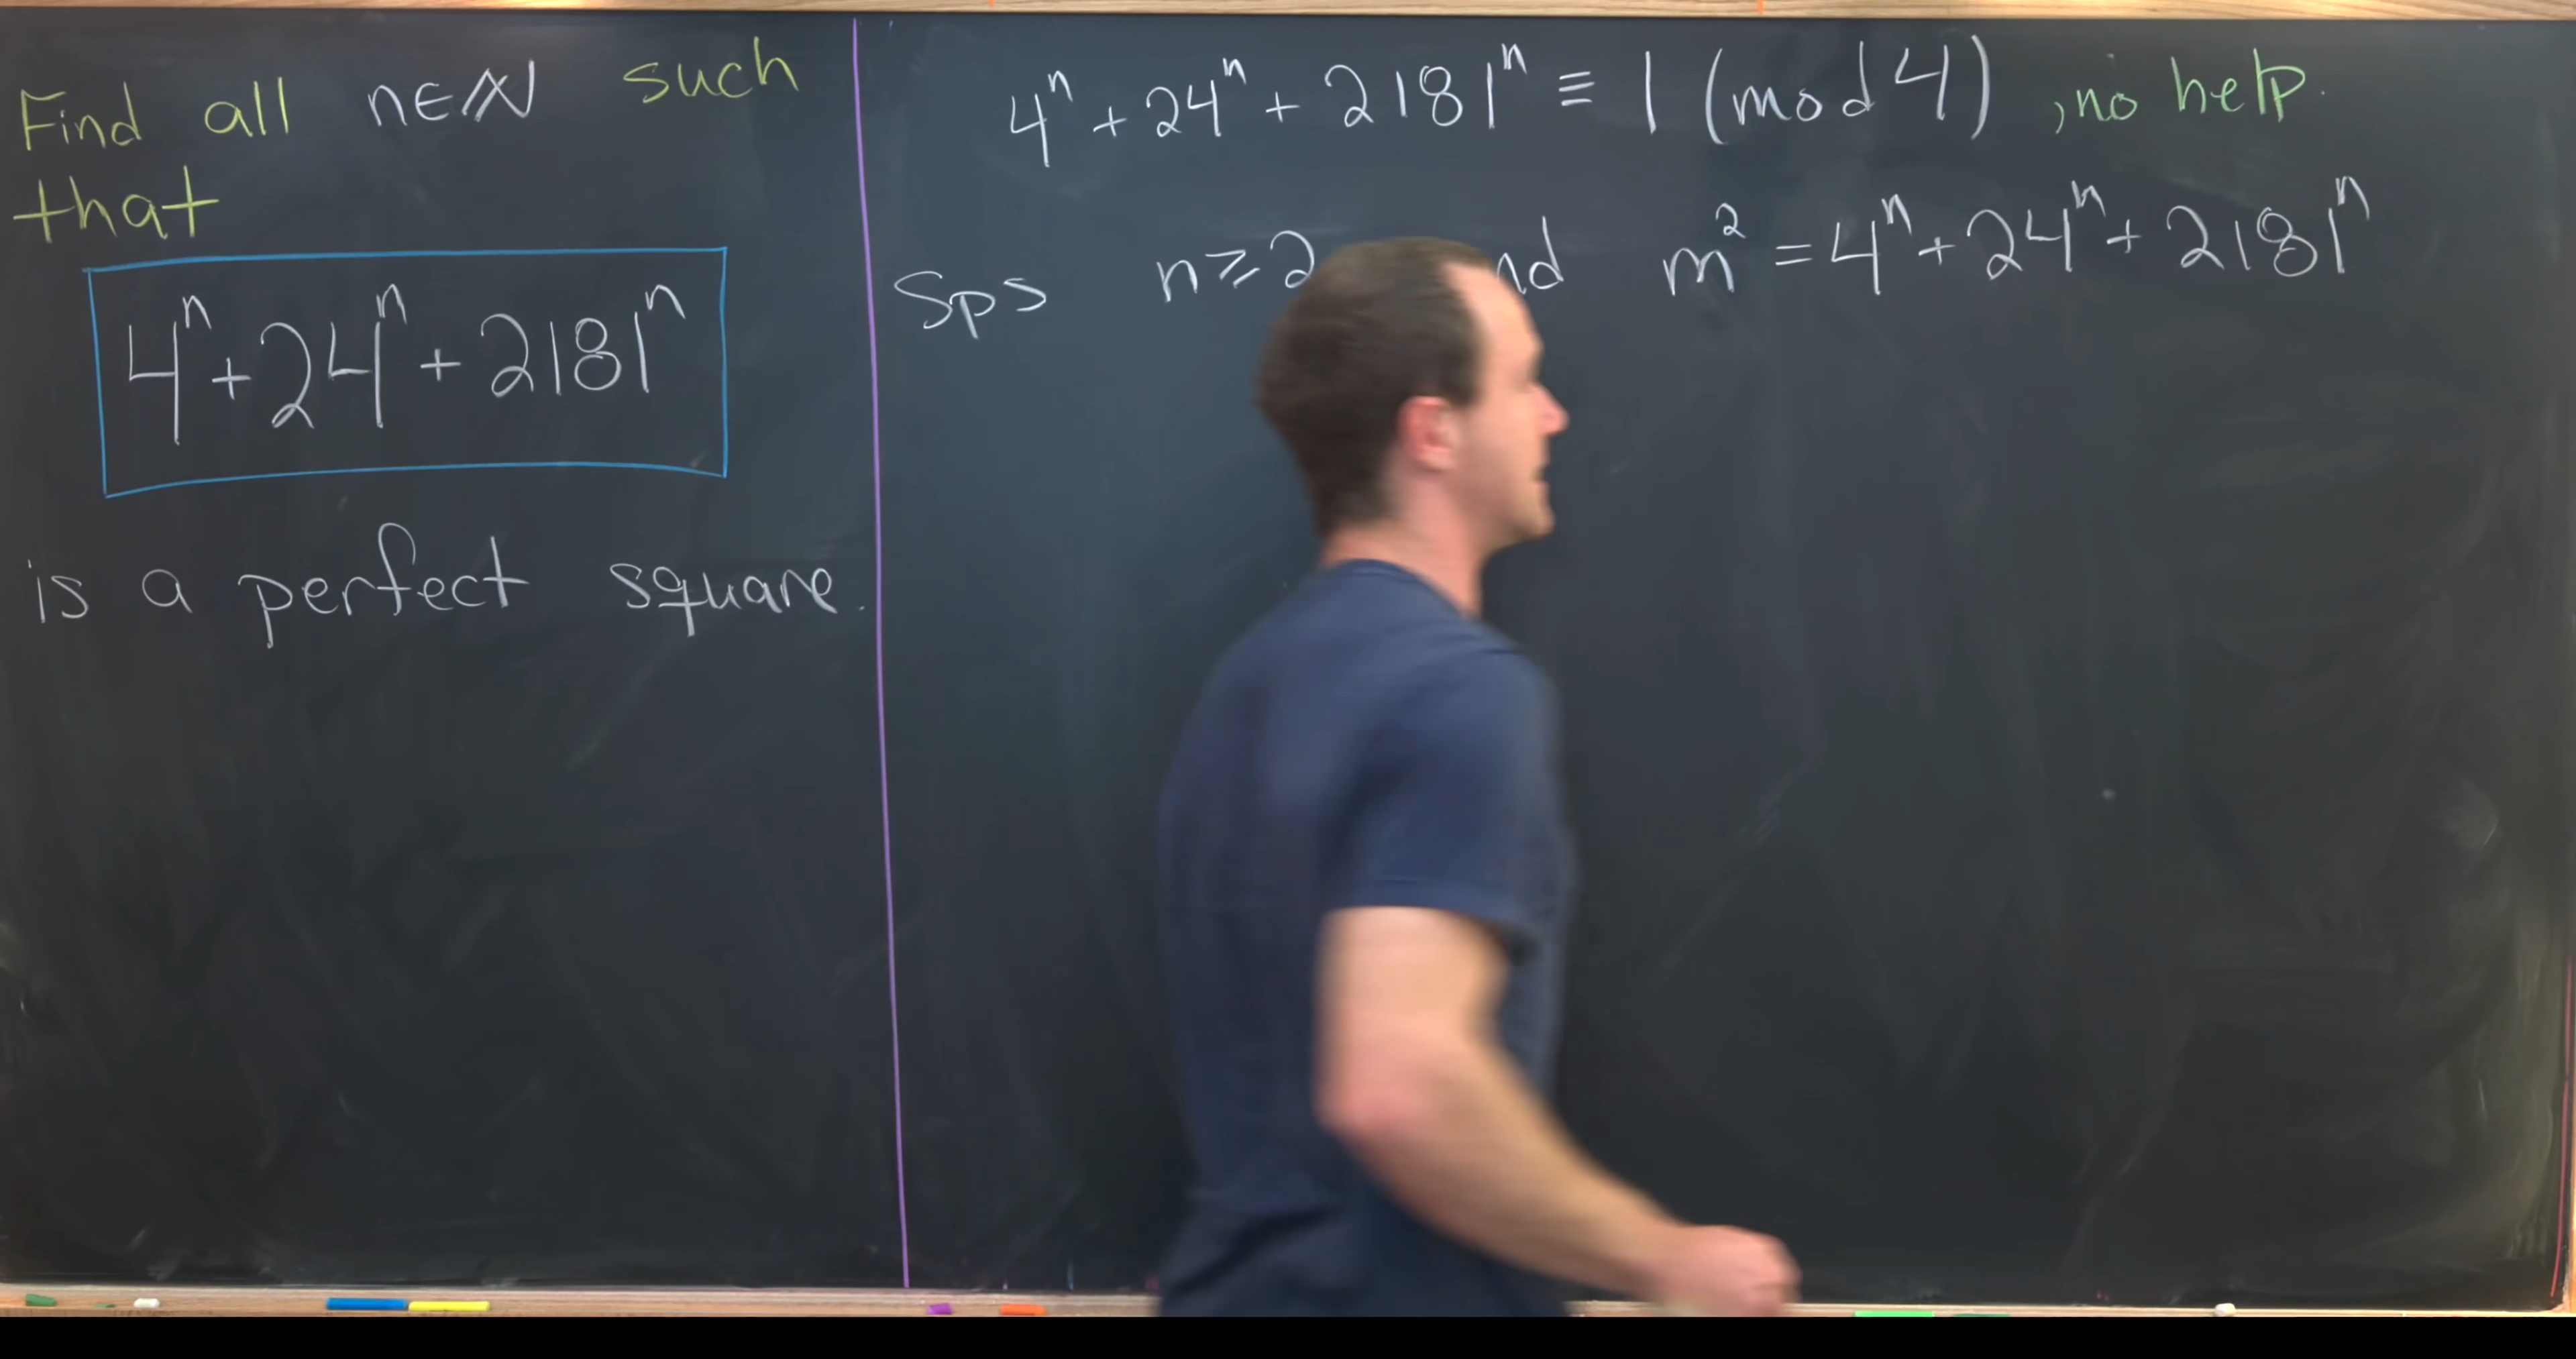 Find all n∈ℕ such
that
4ⁿ+24ⁿ+2181ⁿ
is a perfect square.
4ⁿ+24ⁿ+2181ⁿ ≡ 1 (mod 4) , no help.
Sps n≥2 nd m² = 4ⁿ+24ⁿ+2181ⁿ